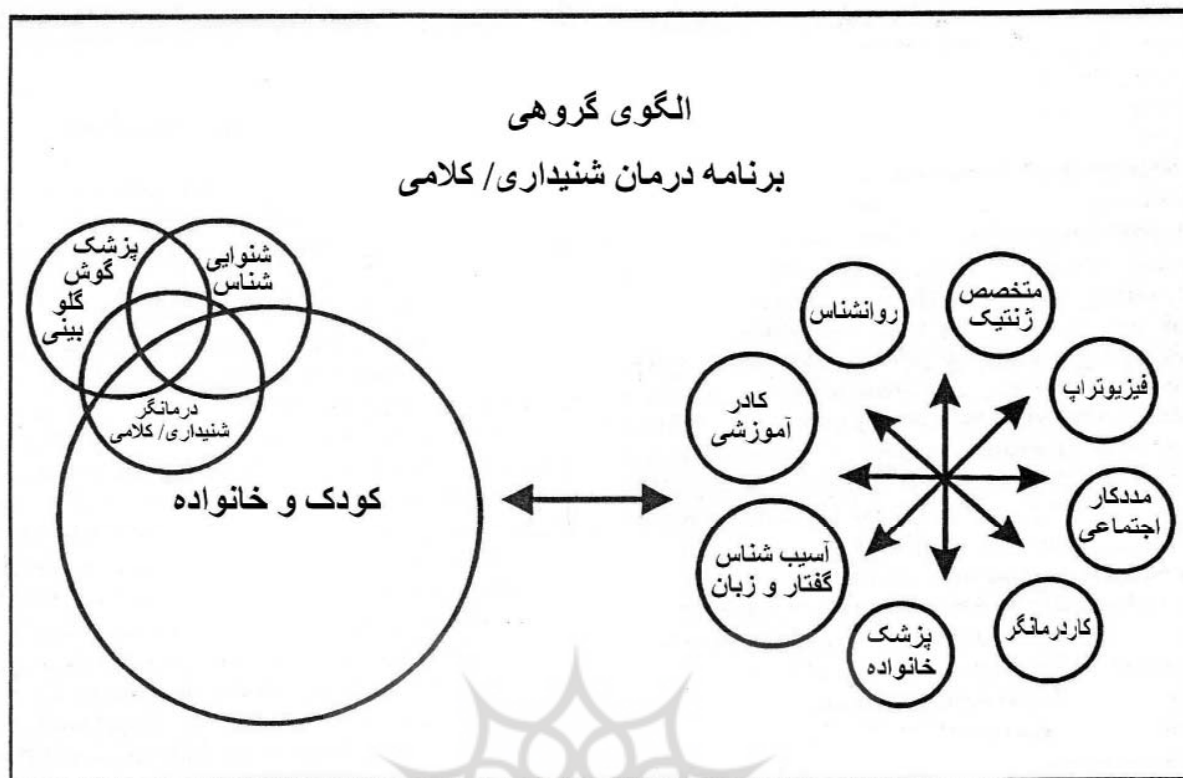 الگوی گروهی
برنامه درمان شنیداری/ کلامی
پزشک
گوش
گلو
بینی
شنوایی
شناس
درمانگر
شنیداری/ کلامی
کودک و خانواده
روانشناس
متخصص
ژنتیک
فیزیوتراپ
مددکار
اجتماعی
کاردرمانگر
پزشک
خانواده
آسیب شناس
گفتار و زبان
کادر
آموزشی